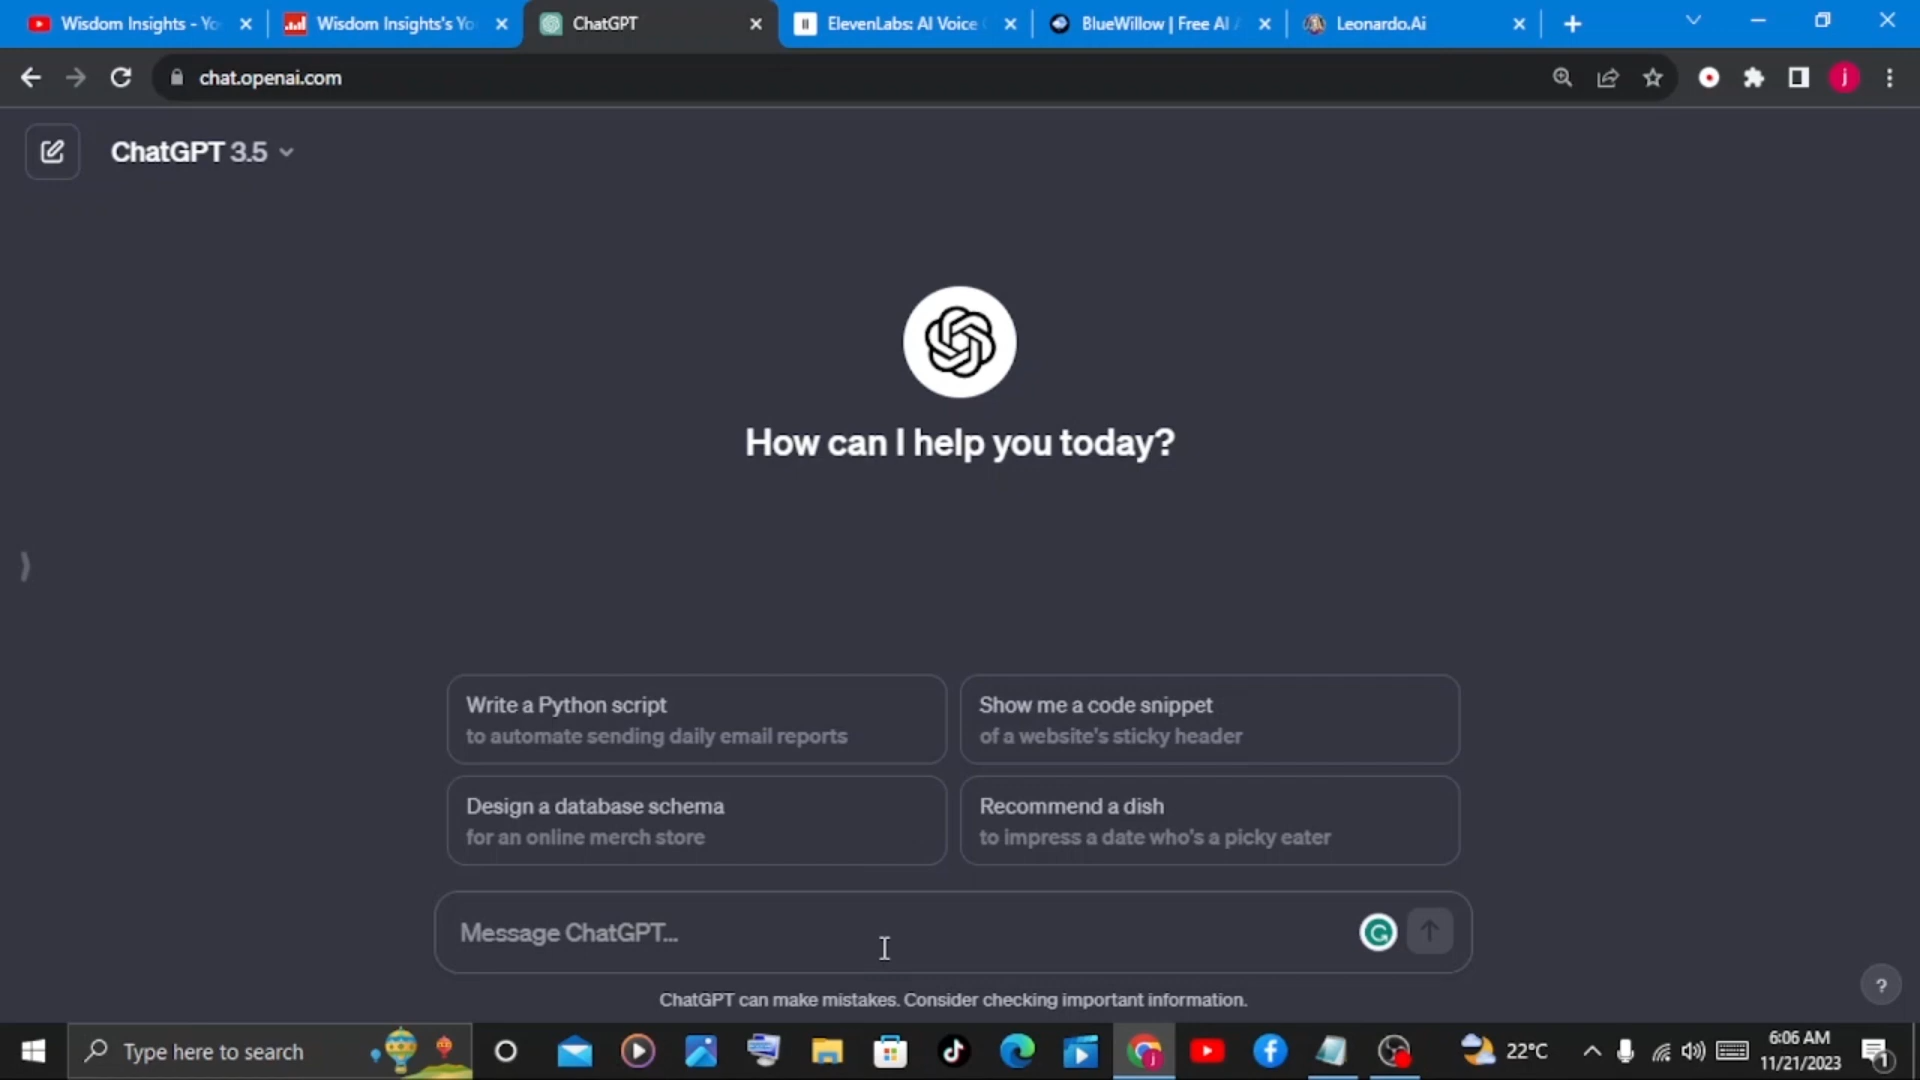 Wisdom Insights - Yo
Wisdom Insights's Yo
ChatGPT
ElevenLabs: AI Voice
BlueWillow | Free AI
Leonardo.Ai
chat.openai.com
j
ChatGPT 3.5
How can I help you today?
Write a Python script
to automate sending daily email reports
Show me a code snippet
of a website's sticky header
Design a database schema
for an online merch store
Recommend a dish
to impress a date who's a picky eater
Message ChatGPT...
ChatGPT can make mistakes. Consider checking important information.
?
Type here to search
22°C
6:06 AM
11/21/2023
1